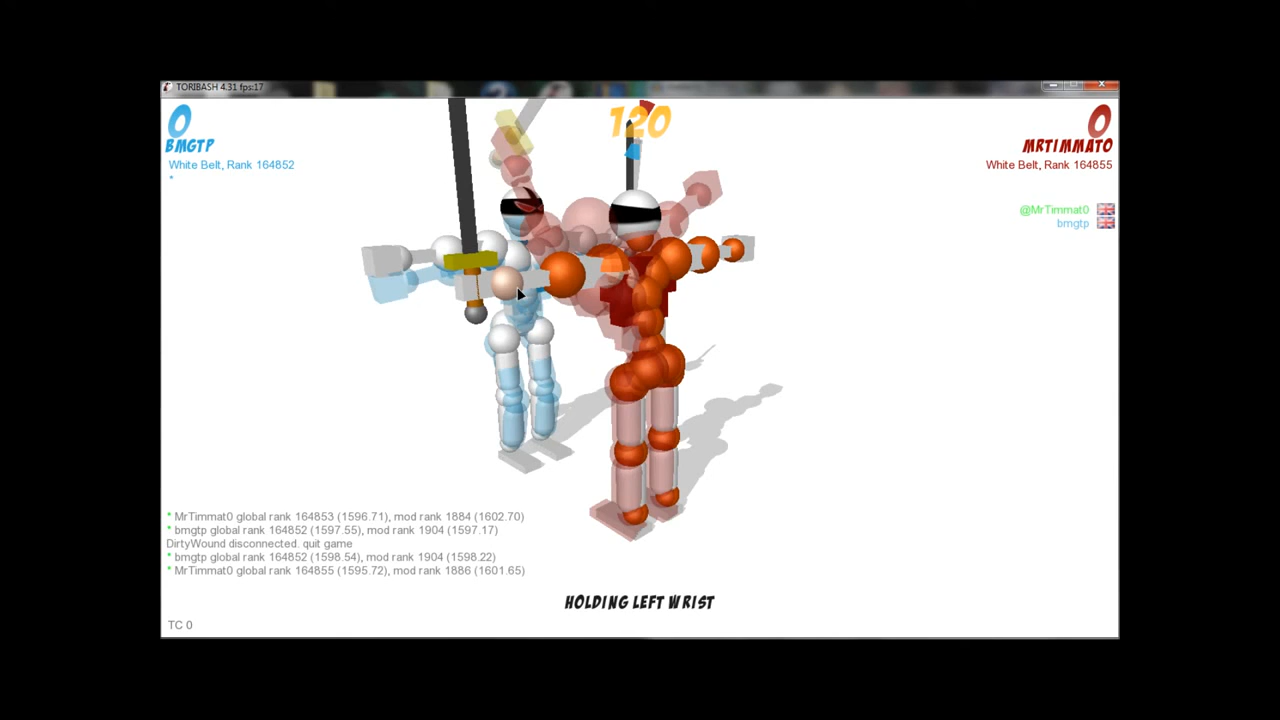 TORIBASH 4.31 fps:17
0
BMGTP
White Belt, Rank 164852
*
120
0
MRTIMMAT0
White Belt, Rank 164855
@MrTimmat0
bmgtp
* MrTimmat0 global rank 164853 (1596.71), mod rank 1884 (1602.70)
* bmgtp global rank 164852 (1597.55), mod rank 1904 (1597.17)
DirtyWound disconnected. quit game
* bmgtp global rank 164852 (1598.54), mod rank 1904 (1598.22)
* MrTimmat0 global rank 164855 (1595.72), mod rank 1886 (1601.65)
HOLDING LEFT WRIST
TC 0